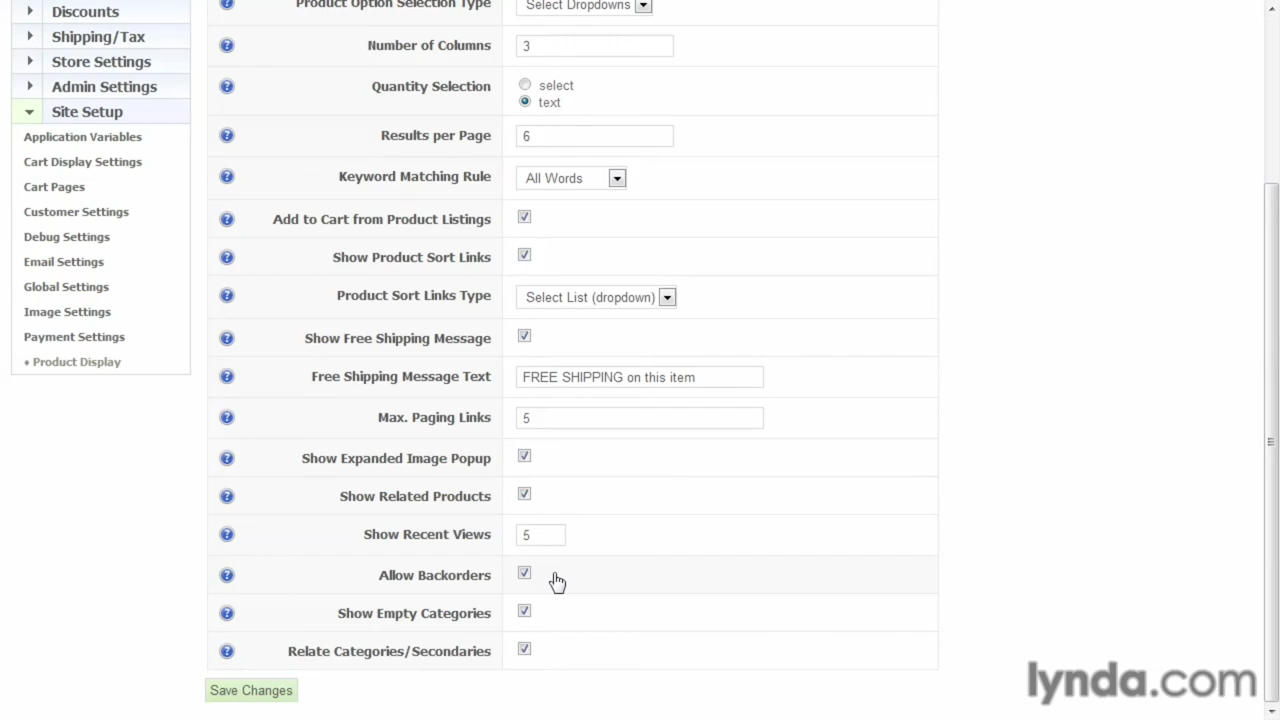 Discounts
Shipping/Tax
Store Settings
Admin Settings
Site Setup
Application Variables
Cart Display Settings
Cart Pages
Customer Settings
Debug Settings
Email Settings
Global Settings
Image Settings
Payment Settings
Product Display
Product Option Selection Type Select Dropdowns
Number of Columns 3
Quantity Selection select
text
Results per Page 6
Keyword Matching Rule All Words
Add to Cart from Product Listings
Show Product Sort Links
Product Sort Links Type Select List (dropdown)
Show Free Shipping Message
Free Shipping Message Text FREE SHIPPING on this item
Max. Paging Links 5
Show Expanded Image Popup
Show Related Products
Show Recent Views 5
Allow Backorders
Show Empty Categories
Relate Categories/Secondaries
Save Changes
lynda.com